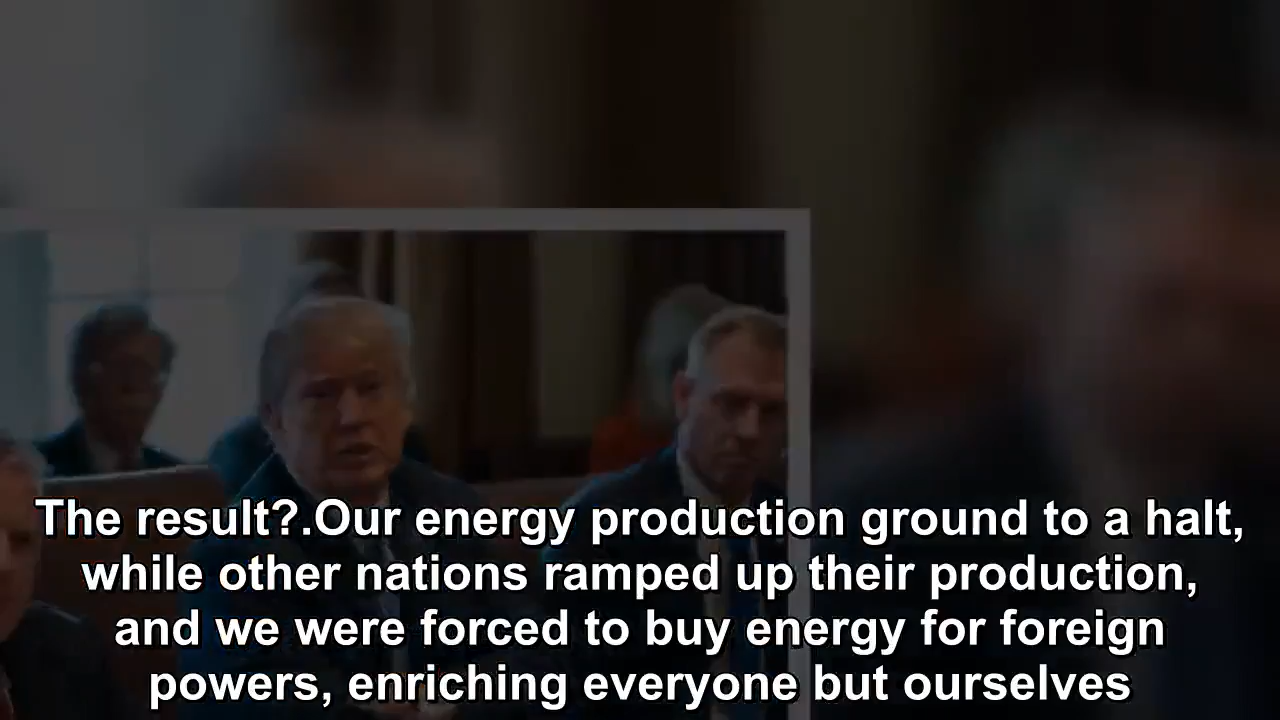 The result?.Our energy production ground to a halt,
while other nations ramped up their production,
and we were forced to buy energy for foreign
powers, enriching everyone but ourselves